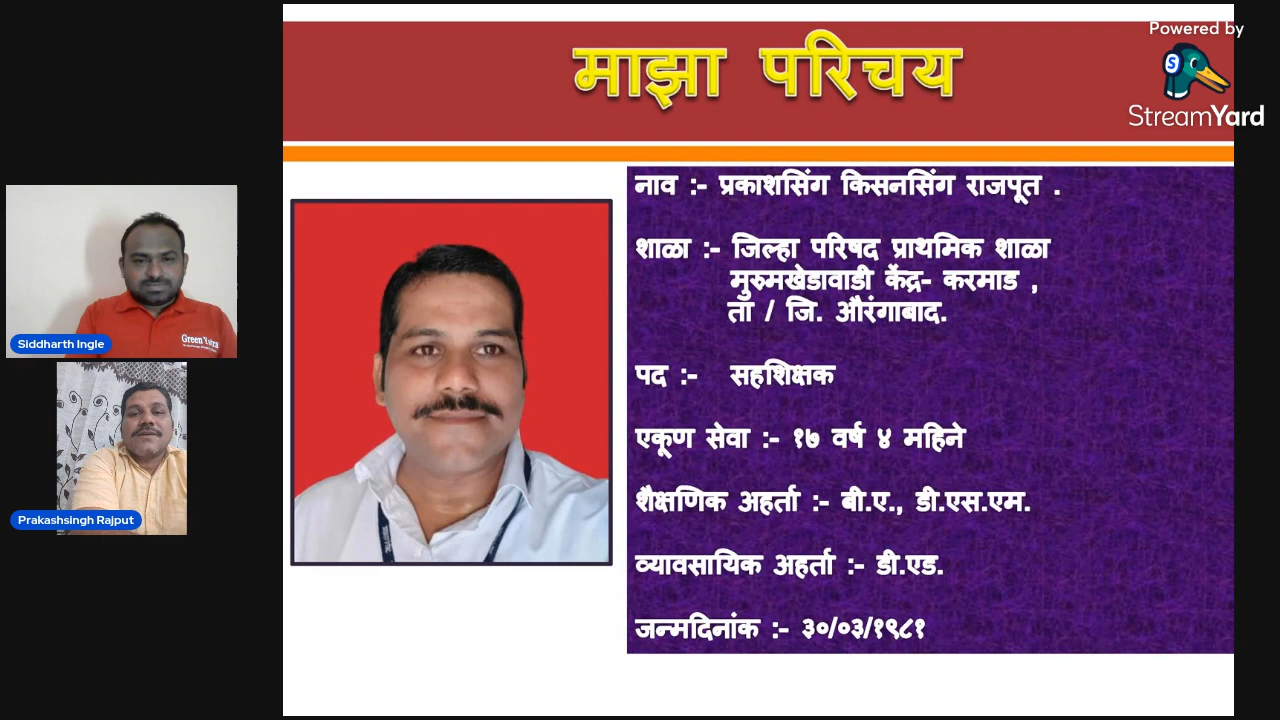 माझा परिचय
Powered by
StreamYard
नाव :- प्रकाशसिंग किसनसिंग राजपूत .
शाळा :- जिल्हा परिषद प्राथमिक शाळा
मुरुमखेडावाडी केंद्र- करमाड ,
ता / जि. औरंगाबाद.
पद :- सहशिक्षक
एकूण सेवा :- १७ वर्ष ४ महिने
शैक्षणिक अहर्ता :- बी.ए., डी.एस.एम.
व्यावसायिक अहर्ता :- डी.एड.
जन्मदिनांक :- ३०/०३/१९८१
Green Yatra
Siddharth Ingle
Prakashsingh Rajput